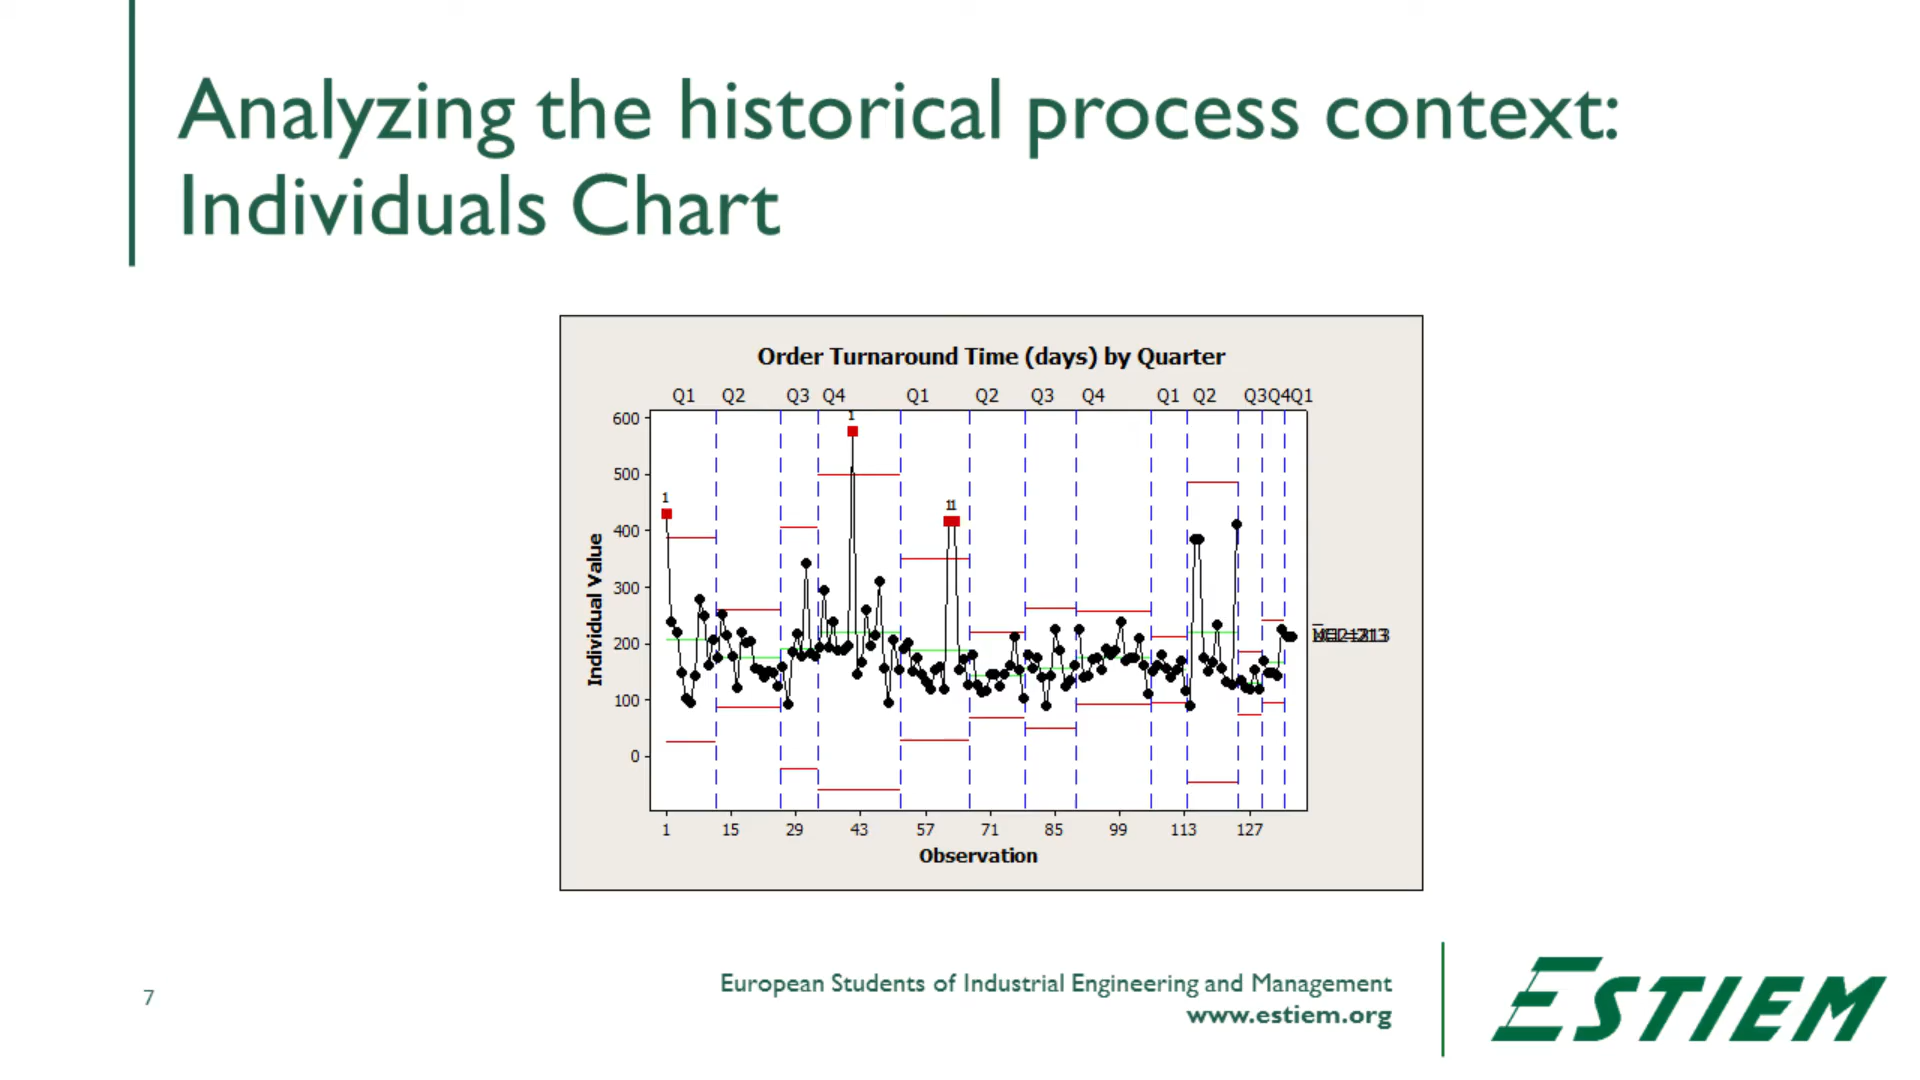 Analyzing the historical process context:
Individuals Chart
Order Turnaround Time (days) by Quarter
Q1 Q2 Q3 Q4 Q1 Q2 Q3 Q4 Q1 Q2 Q3 Q4 Q1
600
500
400
300
200
100
0
1
1
11
Individual Value
1 15 29 43 57 71 85 99 113 127
Observation
7
European Students of Industrial Engineering and Management
www.estiem.org
ESTIEM